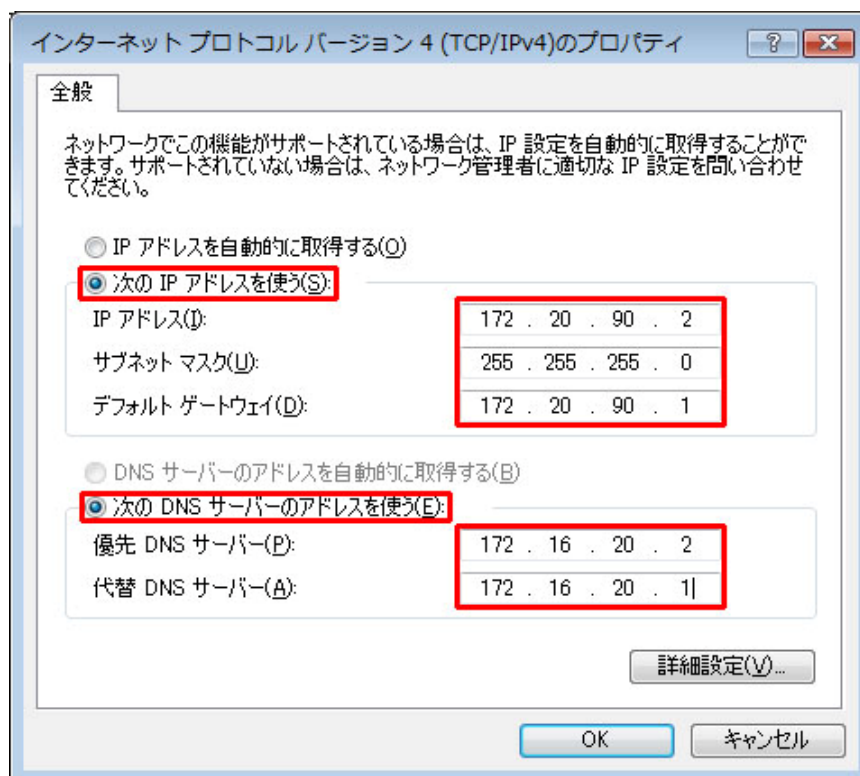 インターネット プロトコル バージョン 4 (TCP/IPv4)のプロパティ
全般
ネットワークでこの機能がサポートされている場合は、IP 設定を自動的に取得することがで
きます。サポートされていない場合は、ネットワーク管理者に適切な IP 設定を問い合わせ
てください。
IP アドレスを自動的に取得する(O)
次の IP アドレスを使う(S):
IP アドレス(I): 172 . 20 . 90 . 2
サブネット マスク(U): 255 . 255 . 255 . 0
デフォルト ゲートウェイ(D): 172 . 20 . 90 . 1
DNS サーバーのアドレスを自動的に取得する(B)
次の DNS サーバーのアドレスを使う(E):
優先 DNS サーバー(P): 172 . 16 . 20 . 2
代替 DNS サーバー(A): 172 . 16 . 20 . 1
詳細設定(V)...
OK キャンセル